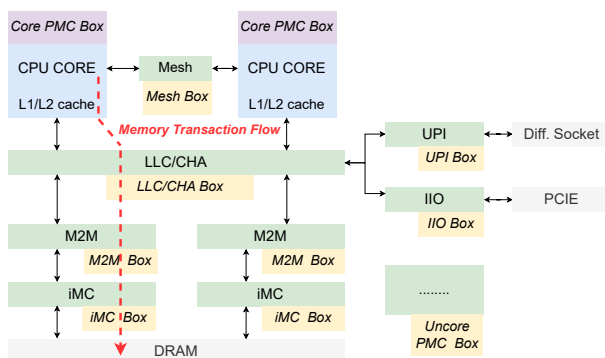 Core PMC Box
Core PMC Box
CPU CORE
Mesh
CPU CORE
Mesh Box
L1/L2 cache
L1/L2 cache
Memory Transaction Flow
UPI
Diff. Socket
UPI Box
LLC/CHA
LLC/CHA Box
IIO
PCIE
IIO Box
M2M
M2M
M2M Box
M2M Box
iMC
iMC
........
iMC Box
iMC Box
Uncore
PMC Box
DRAM